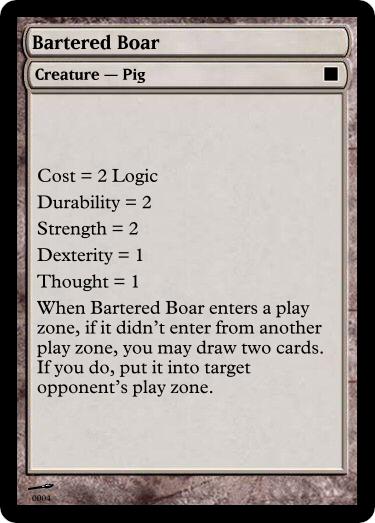 Bartered Boar
Creature — Pig
Cost = 2 Logic
Durability = 2
Strength = 2
Dexterity = 1
Thought = 1
When Bartered Boar enters a play
zone, if it didn't enter from another
play zone, you may draw two cards.
If you do, put it into target
opponent's play zone.
0004